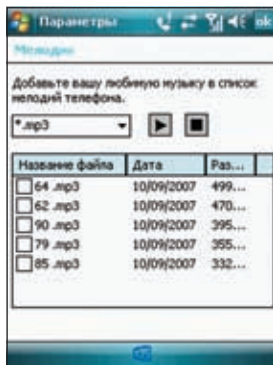 Параметры ok
Мелодии
Добавьте вашу любимую музыку в список
мелодий телефона.
*.mp3
Название файла Дата Раз...
64 .mp3 10/09/2007 499...
62 .mp3 10/09/2007 470...
90 .mp3 10/09/2007 395...
79 .mp3 10/09/2007 355...
85 .mp3 10/09/2007 332...